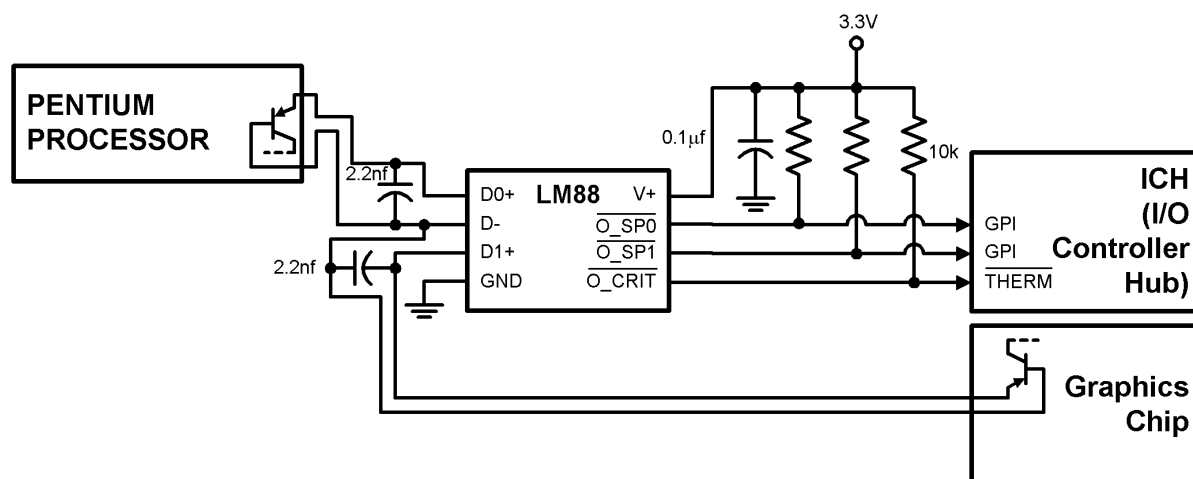 3.3V
PENTIUM
PROCESSOR
0.1µf
10k
2.2nf
LM88
D0+
V+
D-
O_SP0
D1+
O_SP1
GND
O_CRIT
2.2nf
ICH
(I/O
Controller
Hub)
GPI
GPI
THERM
Graphics
Chip